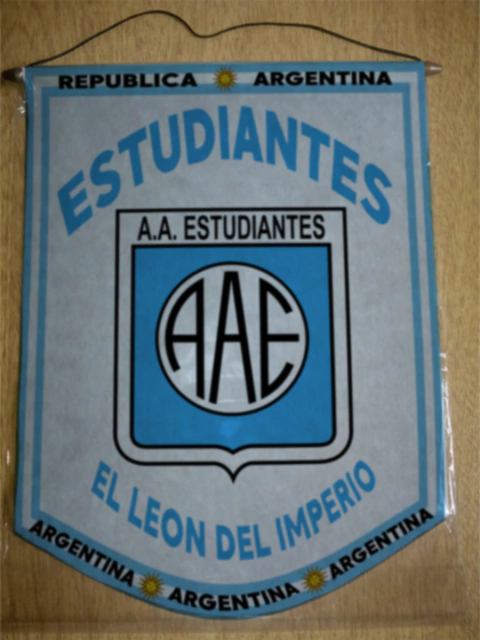 REPUBLICA ARGENTINA
ESTUDIANTES
A.A. ESTUDIANTES
AAE
EL LEON DEL IMPERIO
ARGENTINA ARGENTINA ARGENTINA